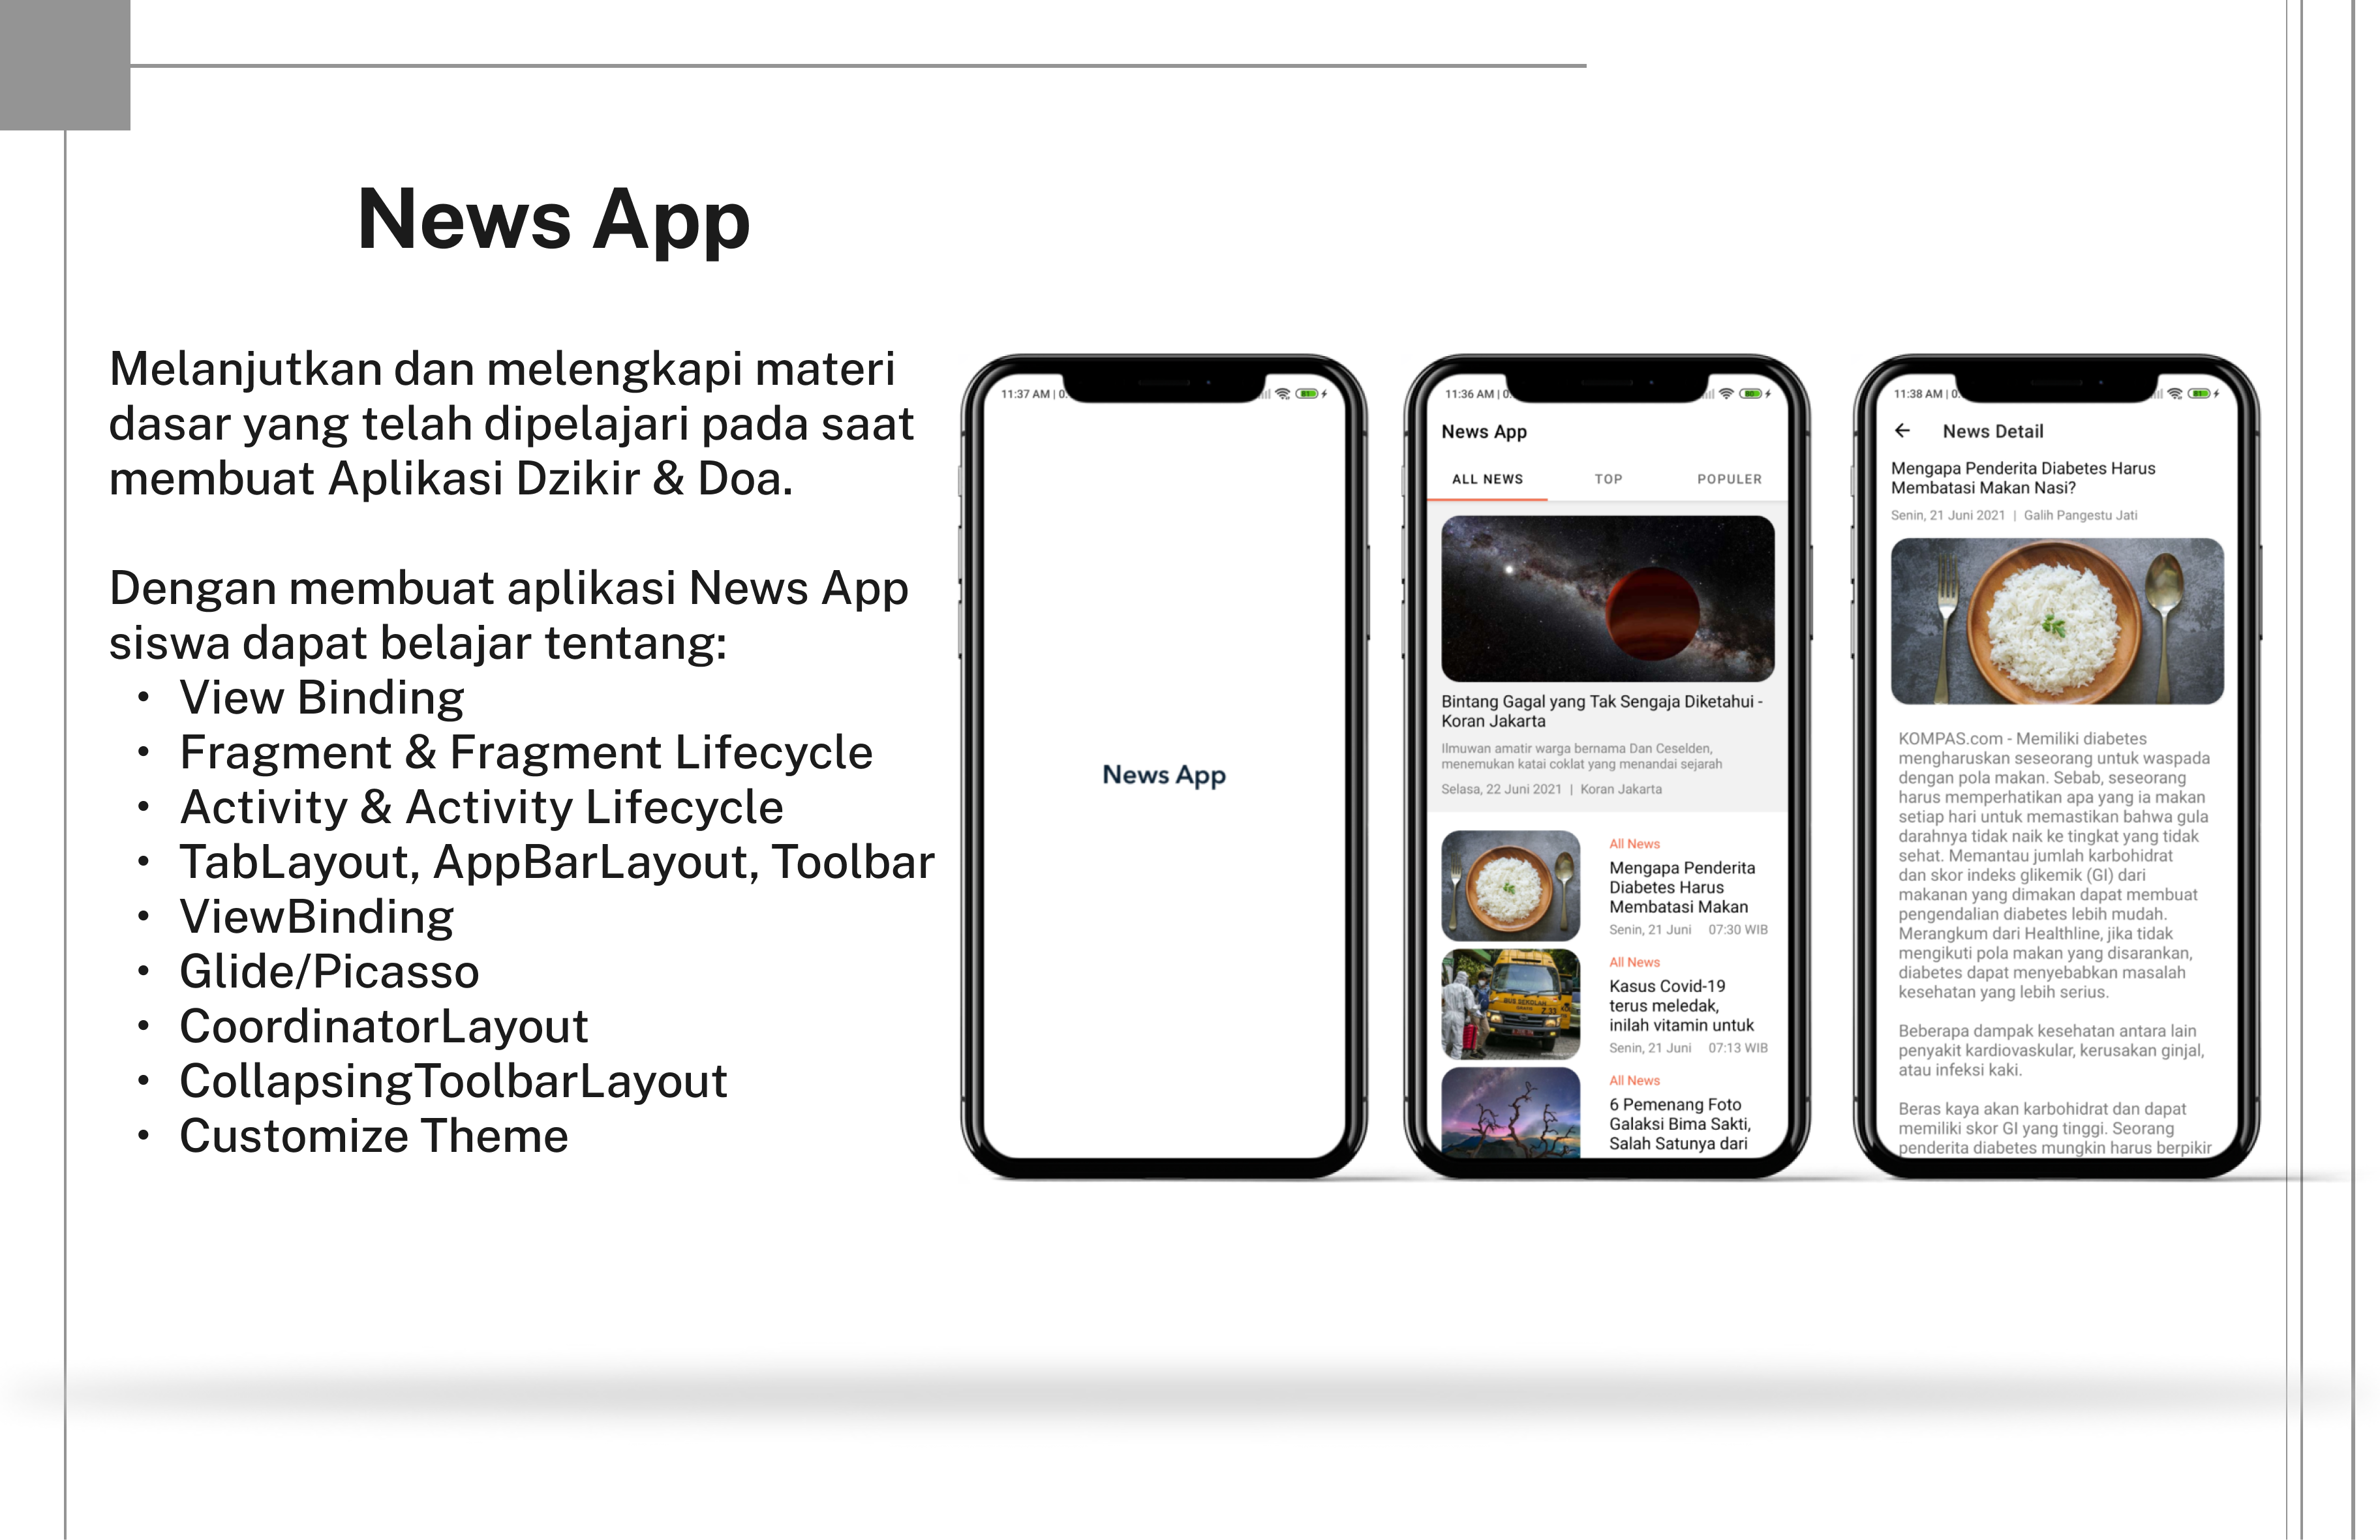 News App
Melanjutkan dan melengkapi materi
dasar yang telah dipelajari pada saat
membuat Aplikasi Dzikir & Doa.
Dengan membuat aplikasi News App
siswa dapat belajar tentang:
• View Binding
• Fragment & Fragment Lifecycle
• Activity & Activity Lifecycle
• TabLayout, AppBarLayout, Toolbar
• ViewBinding
• Glide/Picasso
• CoordinatorLayout
• CollapsingToolbarLayout
• Customize Theme
11:37 AM | 0.
81
News App
11:36 AM | 0.
80
News App
ALL NEWS TOP POPULER
Bintang Gagal yang Tak Sengaja Diketahui -
Koran Jakarta
Ilmuwan amatir warga bernama Dan Ceselden,
menemukan katai coklat yang menandai sejarah
Selasa, 22 Juni 2021 | Koran Jakarta
All News
Mengapa Penderita
Diabetes Harus
Membatasi Makan
Senin, 21 Juni 07:30 WIB
BUS SEKOLAH
Z.33
All News
Kasus Covid-19
terus meledak,
inilah vitamin untuk
Senin, 21 Juni 07:13 WIB
All News
6 Pemenang Foto
Galaksi Bima Sakti,
Salah Satunya dari
11:38 AM | 0.
81
News Detail
Mengapa Penderita Diabetes Harus
Membatasi Makan Nasi?
Senin, 21 Juni 2021 | Galih Pangestu Jati
KOMPAS.com - Memiliki diabetes
mengharuskan seseorang untuk waspada
dengan pola makan. Sebab, seseorang
harus memperhatikan apa yang ia makan
setiap hari untuk memastikan bahwa gula
darahnya tidak naik ke tingkat yang tidak
sehat. Memantau jumlah karbohidrat
dan skor indeks glikemik (GI) dari
makanan yang dimakan dapat membuat
pengendalian diabetes lebih mudah.
Merangkum dari Healthline, jika tidak
mengikuti pola makan yang disarankan,
diabetes dapat menyebabkan masalah
kesehatan yang lebih serius.
Beberapa dampak kesehatan antara lain
penyakit kardiovaskular, kerusakan ginjal,
atau infeksi kaki.
Beras kaya akan karbohidrat dan dapat
memiliki skor GI yang tinggi. Seorang
penderita diabetes mungkin harus berpikir